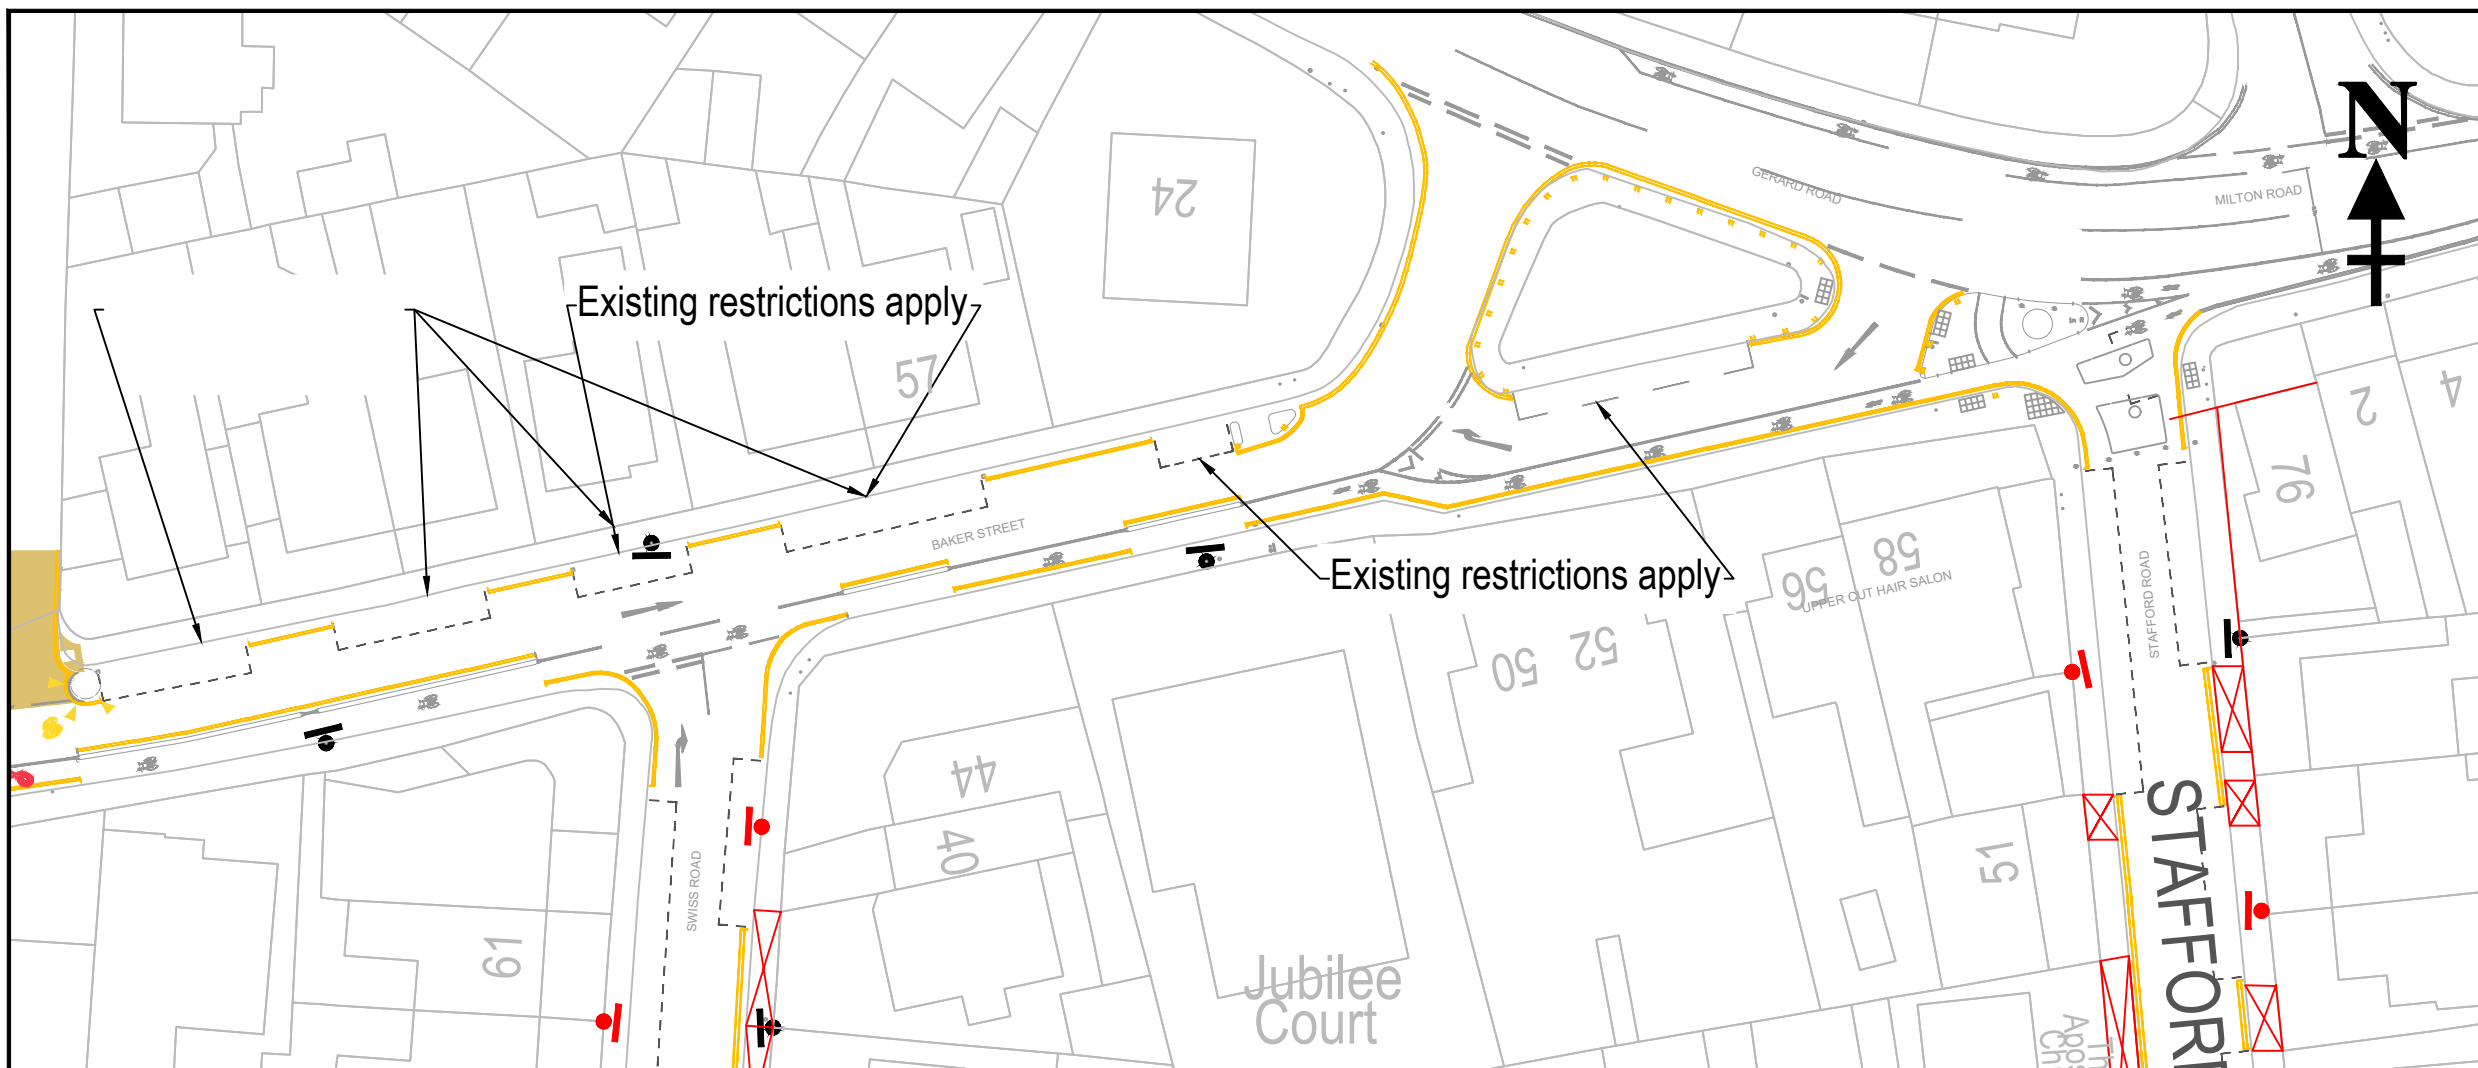 N
GERARD ROAD
MILTON ROAD
24
Existing restrictions apply
57
2
4
76
BAKER STREET
Existing restrictions apply
58
56
UPPER CUT HAIR SALON
STAFFORD ROAD
52
50
44
40
SWISS ROAD
51
61
Jubilee
Court
STAFFORD